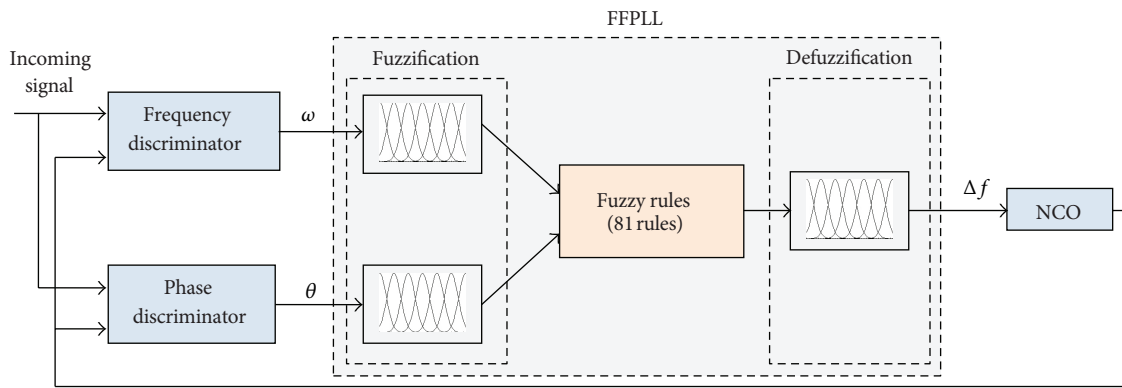 FFPLL
Incoming
signal
Fuzzification
Defuzzification
Frequency
discriminator
ω
Fuzzy rules
(81 rules)
Δf
NCO
Phase
discriminator
θ